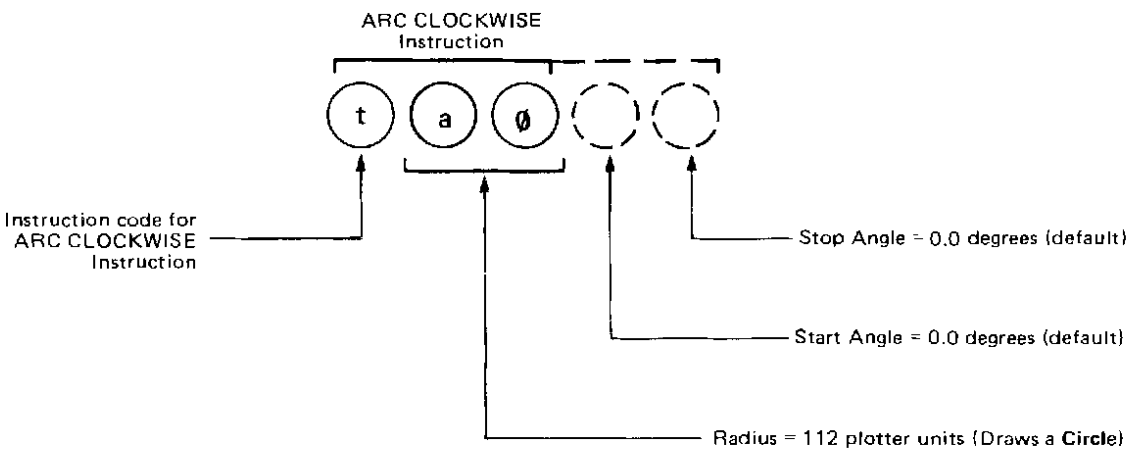 ARC CLOCKWISE
Instruction
t a Ø
Instruction code for
ARC CLOCKWISE
Instruction
Stop Angle = 0.0 degrees (default)
Start Angle = 0.0 degrees (default)
Radius = 112 plotter units (Draws a Circle)